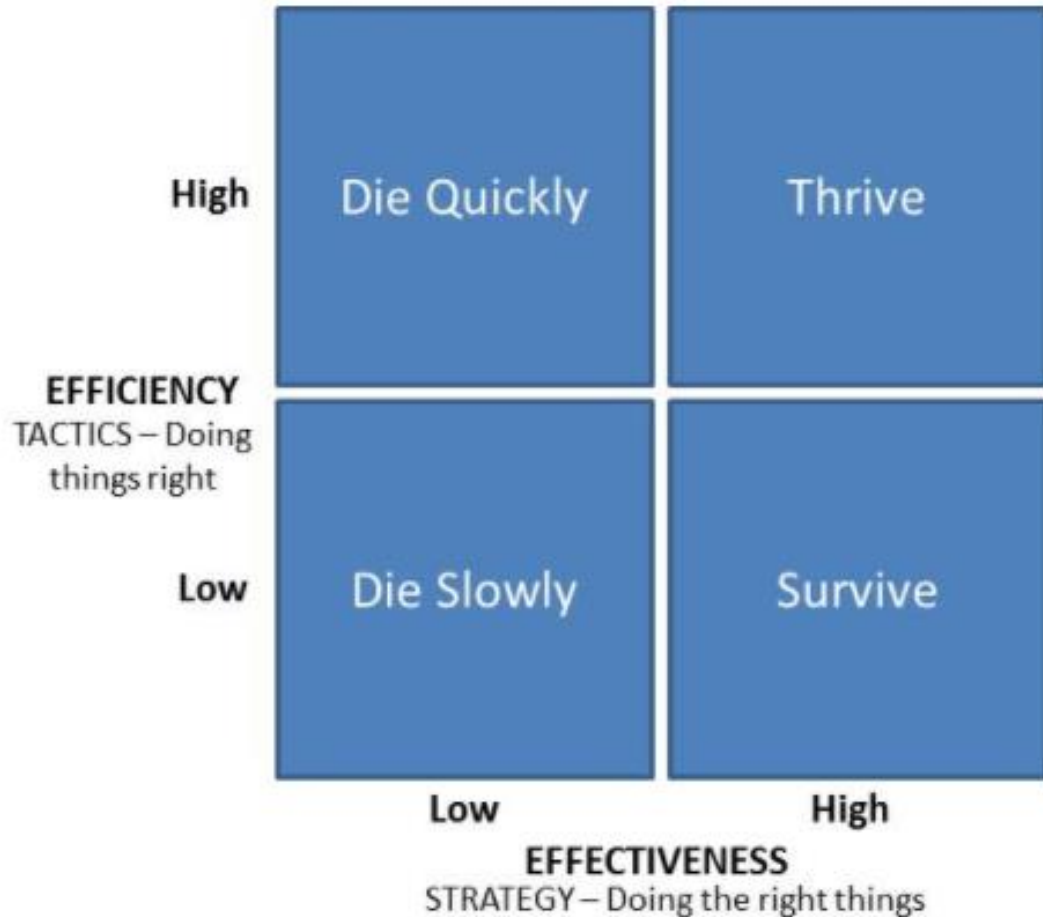 High
Die Quickly
Thrive
EFFICIENCY
TACTICS – Doing
things right
Low
Die Slowly
Survive
Low
High
EFFECTIVENESS
STRATEGY – Doing the right things